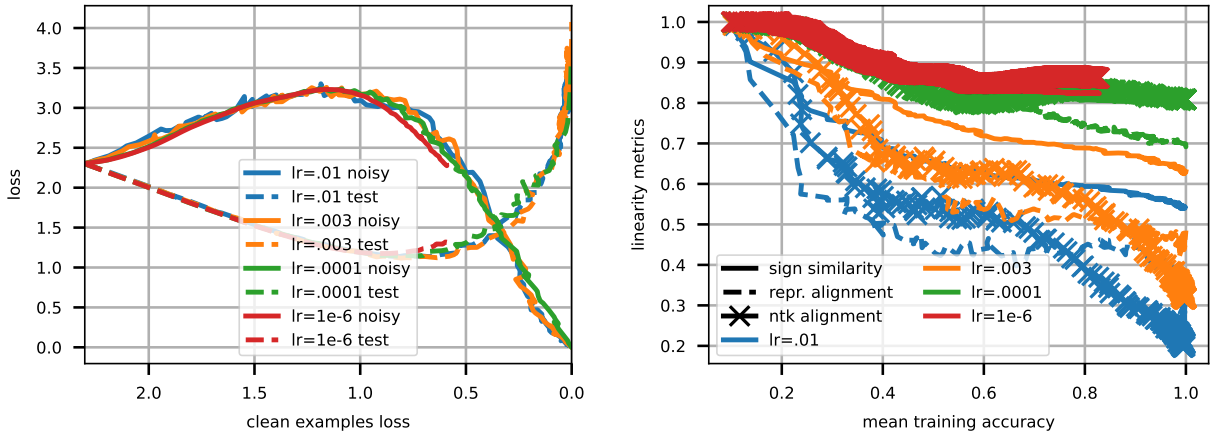 loss
4.0
3.5
3.0
2.5
2.0
1.5
1.0
0.5
0.0
lr=.01 noisy
lr=.01 test
lr=.003 noisy
lr=.003 test
lr=.0001 noisy
lr=.0001 test
lr=1e-6 noisy
lr=1e-6 test
2.0 1.5 1.0 0.5 0.0
clean examples loss
linearity metrics
1.0
0.9
0.8
0.7
0.6
0.5
0.4
0.3
0.2
sign similarity
repr. alignment
ntk alignment
lr=.01
lr=.003
lr=.0001
lr=1e-6
0.2 0.4 0.6 0.8 1.0
mean training accuracy